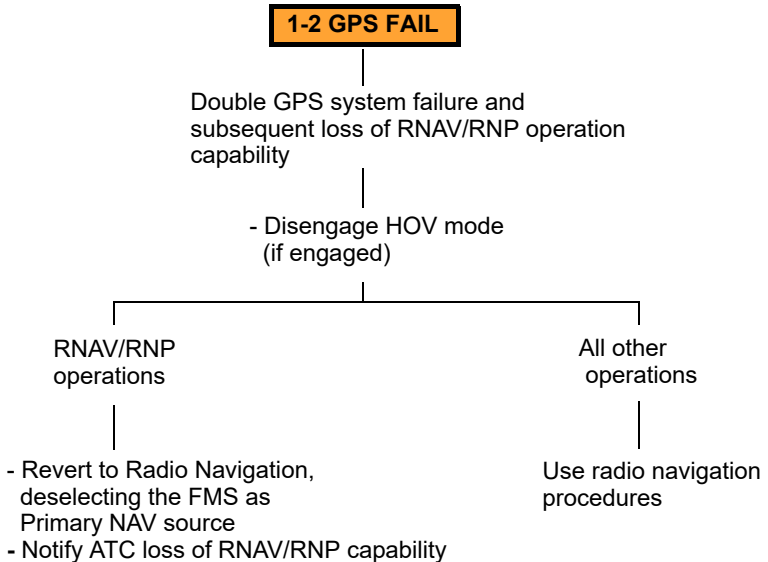 1-2 GPS FAIL
Double GPS system failure and
subsequent loss of RNAV/RNP operation
capability
- Disengage HOV mode
(if engaged)
RNAV/RNP
operations
- Revert to Radio Navigation,
deselecting the FMS as
Primary NAV source
- Notify ATC loss of RNAV/RNP capability
All other
operations
Use radio navigation
procedures